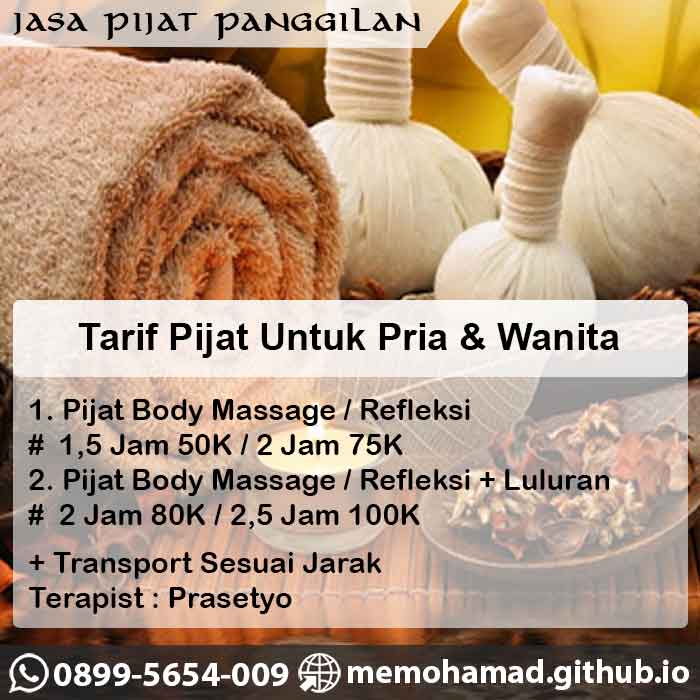 JASA PIJAT PANGGILAN
Tarif Pijat Untuk Pria & Wanita
1. Pijat Body Massage / Refleksi
# 1,5 Jam 50K / 2 Jam 75K
2. Pijat Body Massage / Refleksi + Luluran
# 2 Jam 80K / 2,5 Jam 100K
+ Transport Sesuai Jarak
Terapist : Prasetyo
0899-5654-009 memohamad.github.io